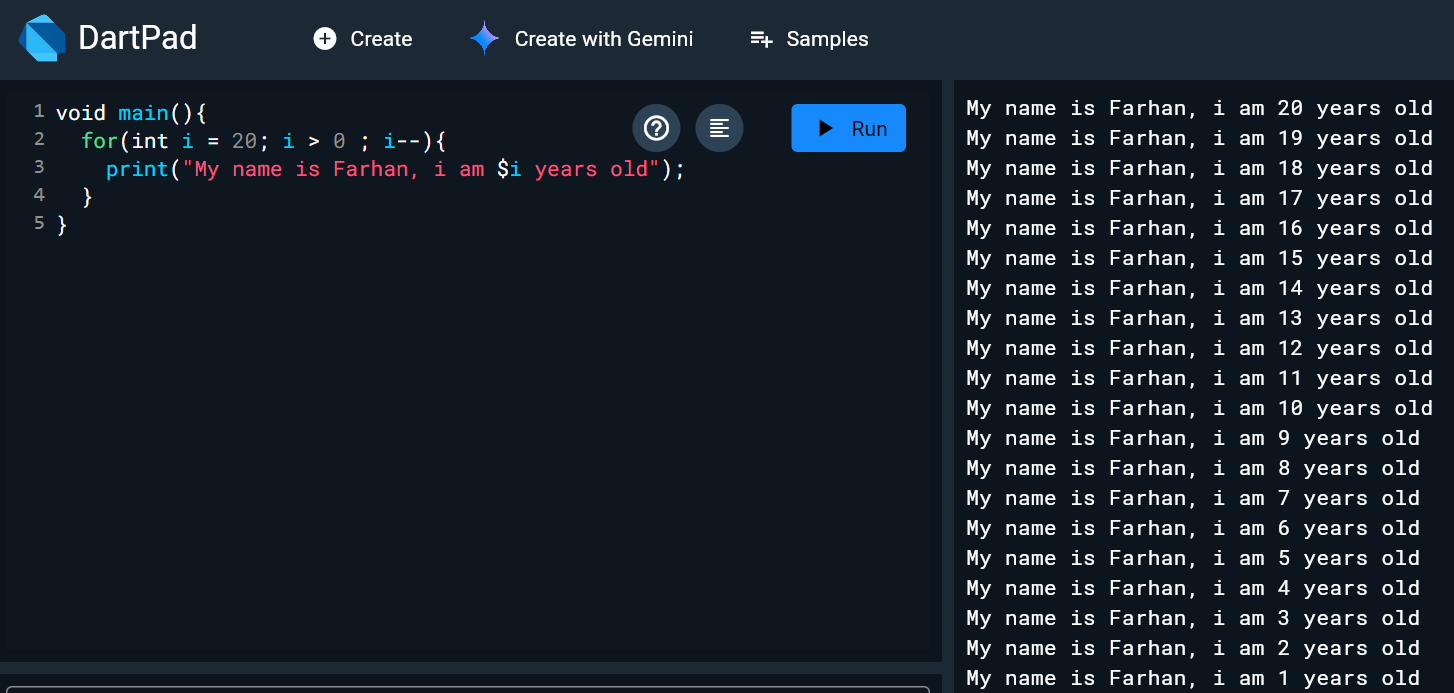 DartPad
Create
Create with Gemini
Samples
1 void main(){
2   for(int i = 20; i > 0 ; i--){
3     print("My name is Farhan, i am $i years old");
4   }
5 }
Run
My name is Farhan, i am 20 years old
My name is Farhan, i am 19 years old
My name is Farhan, i am 18 years old
My name is Farhan, i am 17 years old
My name is Farhan, i am 16 years old
My name is Farhan, i am 15 years old
My name is Farhan, i am 14 years old
My name is Farhan, i am 13 years old
My name is Farhan, i am 12 years old
My name is Farhan, i am 11 years old
My name is Farhan, i am 10 years old
My name is Farhan, i am 9 years old
My name is Farhan, i am 8 years old
My name is Farhan, i am 7 years old
My name is Farhan, i am 6 years old
My name is Farhan, i am 5 years old
My name is Farhan, i am 4 years old
My name is Farhan, i am 3 years old
My name is Farhan, i am 2 years old
My name is Farhan, i am 1 years old